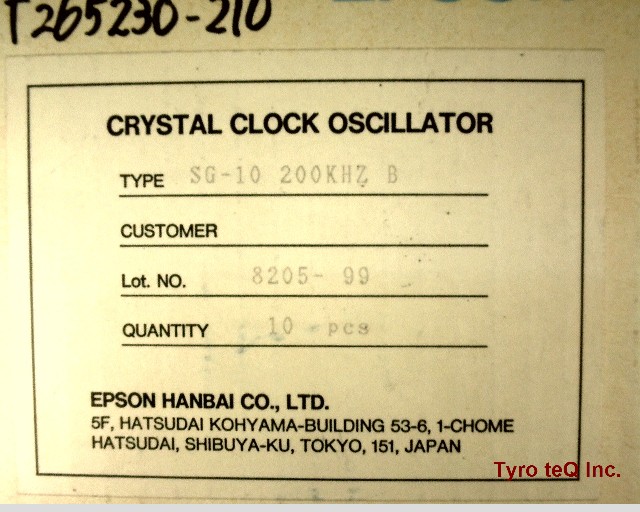 T265230-210
CRYSTAL CLOCK OSCILLATOR
TYPE SG-10 200KHZ B
CUSTOMER
Lot. NO. 8205- 99
QUANTITY 10 pcs
EPSON HANBAI CO., LTD.
5F, HATSUDAI KOHYAMA-BUILDING 53-6, 1-CHOME
HATSUDAI, SHIBUYA-KU, TOKYO, 151, JAPAN
Tyro teQ Inc.